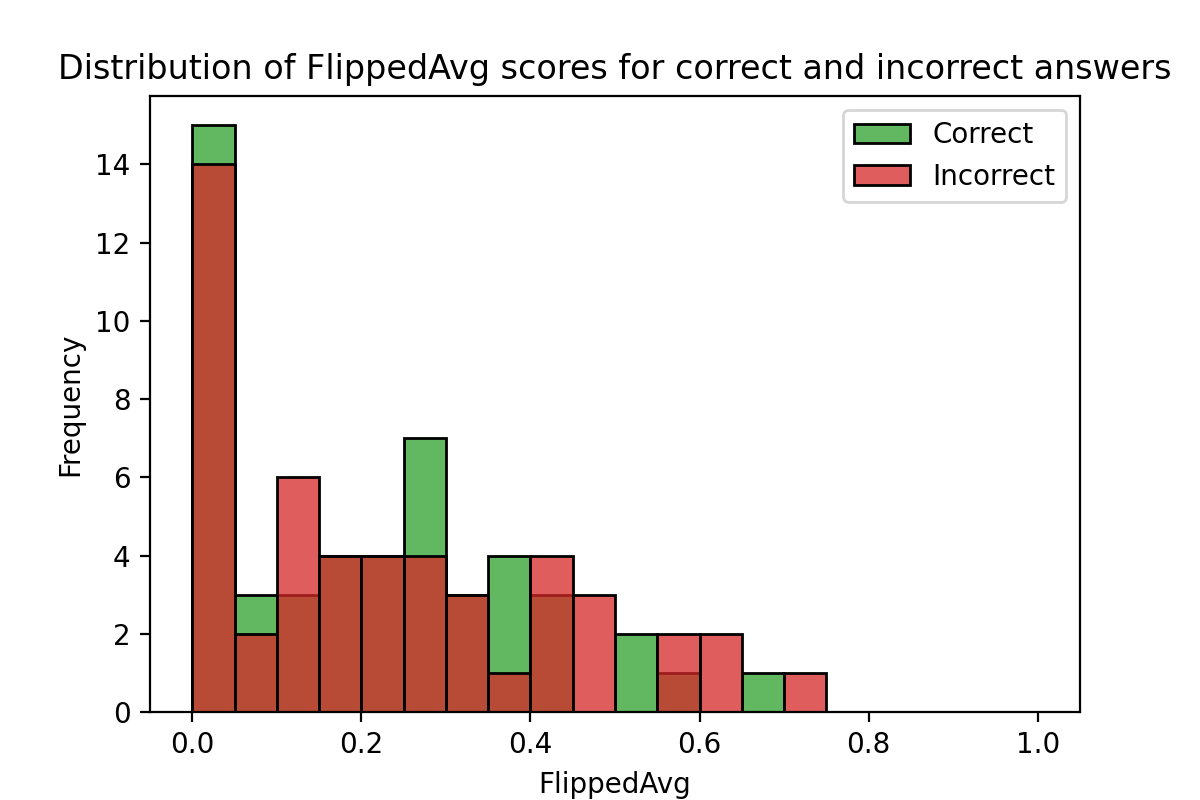 Distribution of FlippedAvg scores for correct and incorrect answers
Correct
Incorrect
14
12
10
8
6
4
2
0
Frequency
0.0 0.2 0.4 0.6 0.8 1.0
FlippedAvg